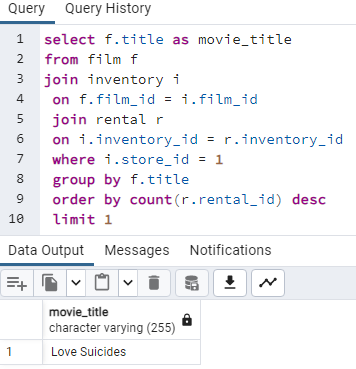 Query Query History
1 select f.title as movie_title
2 from film f
3 join inventory i
4 on f.film_id = i.film_id
5 join rental r
6 on i.inventory_id = r.inventory_id
7 where i.store_id = 1
8 group by f.title
9 order by count(r.rental_id) desc
10 limit 1
Data Output Messages Notifications
movie_title
character varying (255)
1 Love Suicides